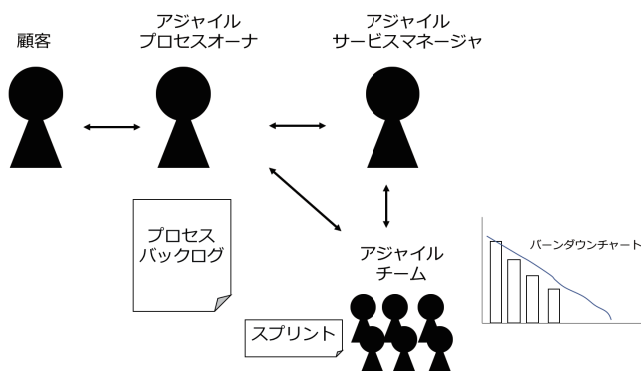 顧客
アジャイル
プロセスオーナ
アジャイル
サービスマネージャ
プロセス
バックログ
アジャイル
チーム
バーンダウンチャート
スプリント